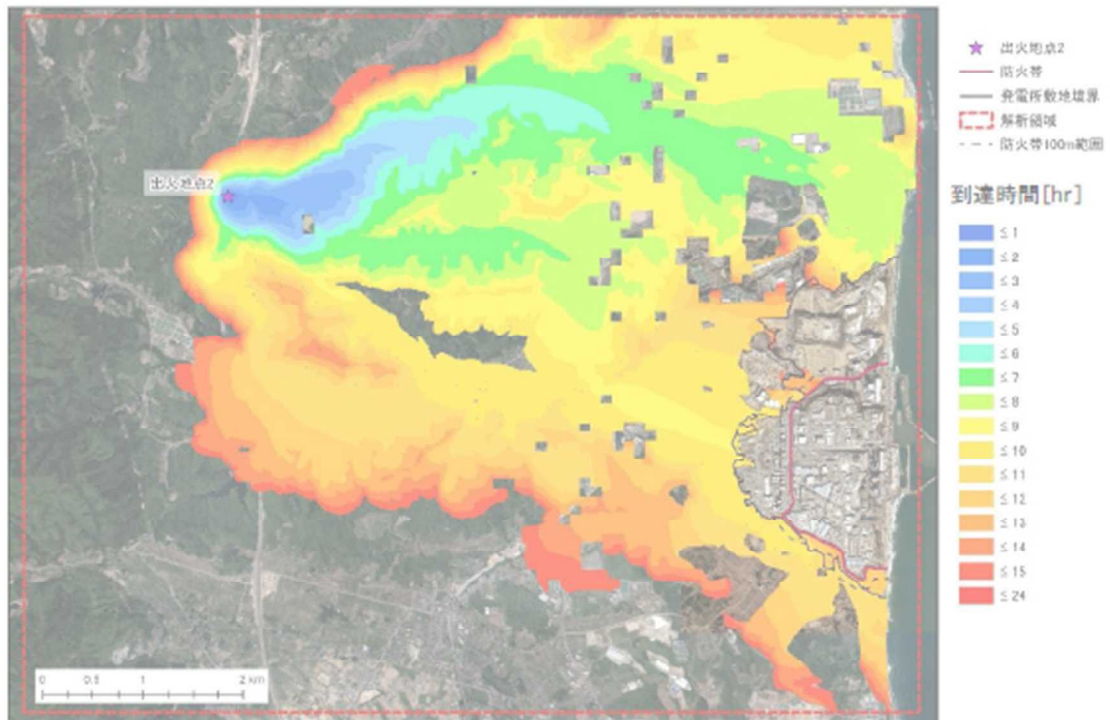 出火地点2
防火帯
発電所敷地境界
解析領域
防火帯100m範囲
出火地点2
到達時間[hr]
≤ 1
≤ 2
≤ 3
≤ 4
≤ 5
≤ 6
≤ 7
≤ 8
≤ 9
≤ 10
≤ 11
≤ 12
≤ 13
≤ 14
≤ 15
≤ 24
0 0.5 1 2 km